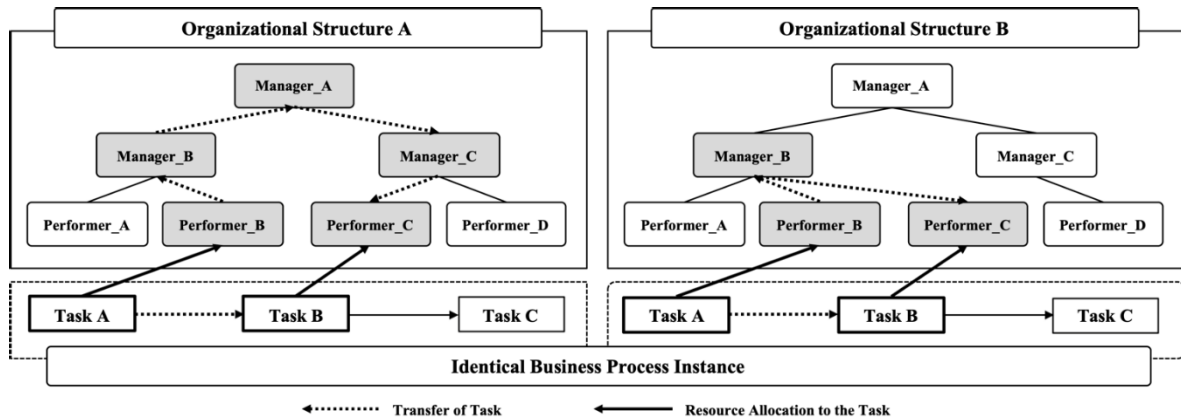 Organizational Structure A
Organizational Structure B
Manager_A
Manager_A
Manager_B
Manager_C
Manager_B
Manager_C
Performer_A
Performer_B
Performer_C
Performer_D
Performer_A
Performer_B
Performer_C
Performer_D
Task A
Task B
Task C
Task A
Task B
Task C
Identical Business Process Instance
Transfer of Task
Resource Allocation to the Task